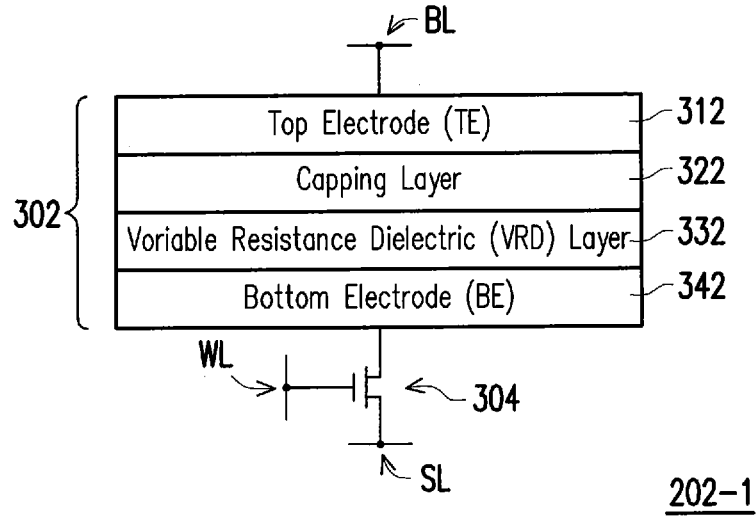 BL
Top Electrode (TE) 312
Capping Layer 322
302
Voriable Resistance Dielectric (VRD) Layer 332
Bottom Electrode (BE) 342
WL
304
SL
202-1